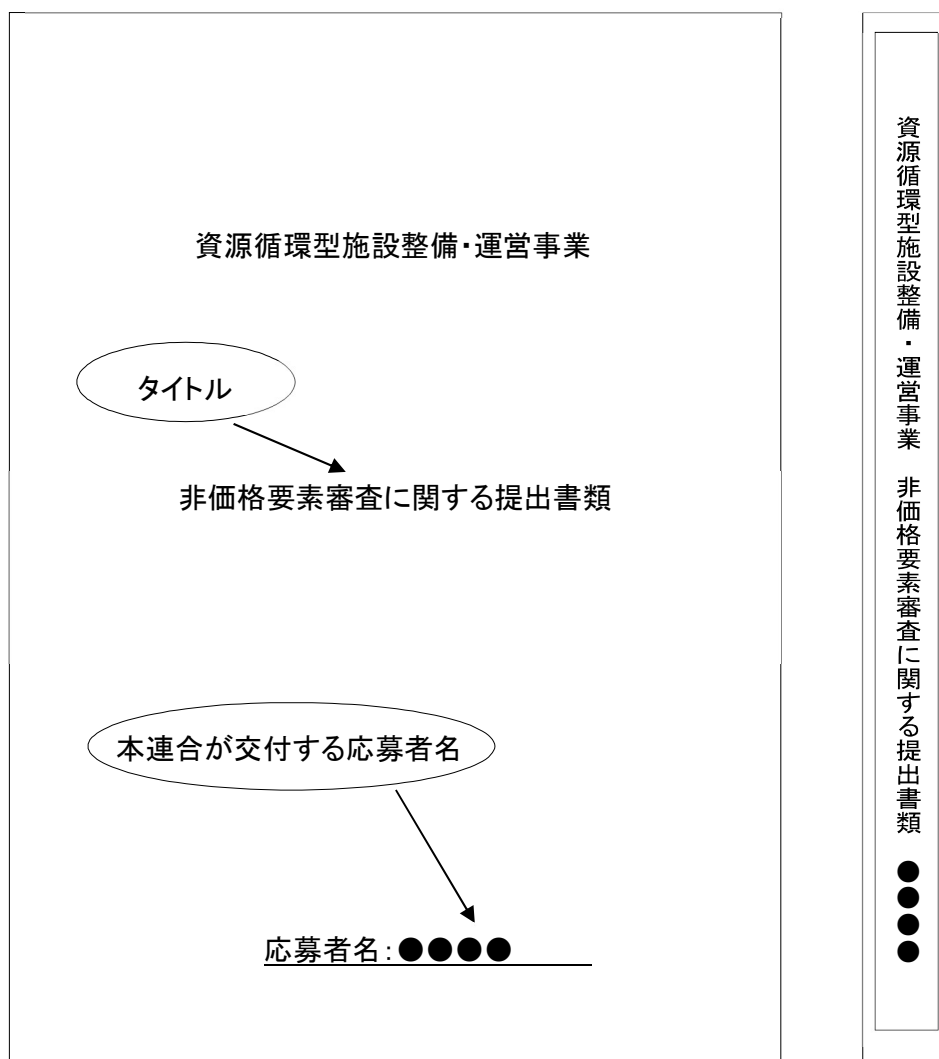 資源循環型施設整備・運営事業
タイトル
非価格要素審査に関する提出書類
本連合が交付する応募者名
応募者名:●●●●
資源循環型施設整備・運営事業　非価格要素審査に関する提出書類　●●●●